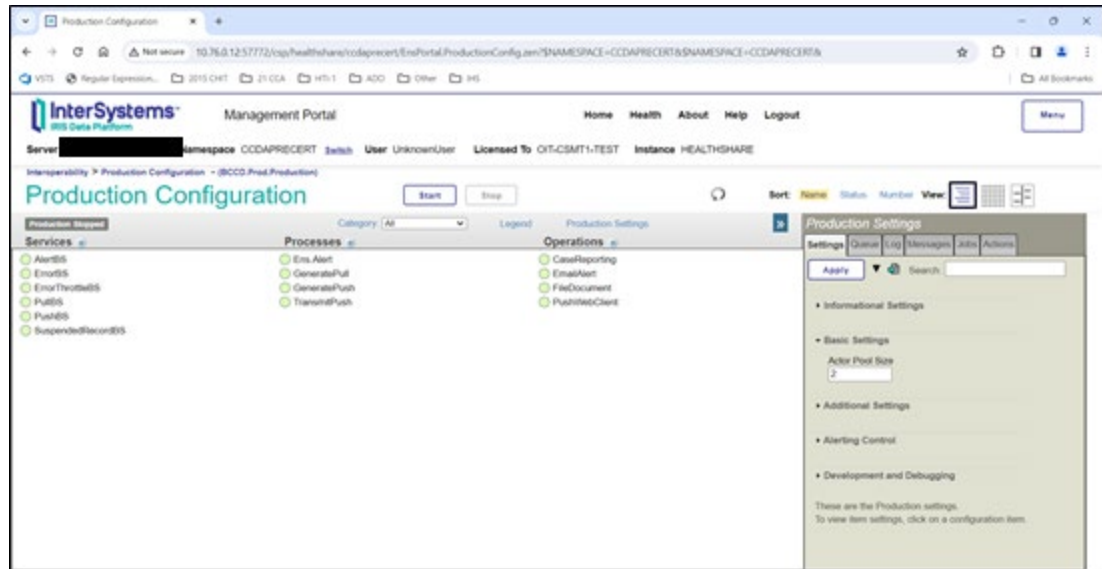 Production Configuration
Not secure 10.76.0.12:57772/csp/healthshare/ccdaprecert/EnsPortal.ProductionConfig.zen?$NAMESPACE=CCDAPRECERT&$NAMESPACE=CCDAPRECERT&
VSTS Regular Expression... 2015 CHIT 21 CCA HTI-1 ADO Other IHS All Bookmarks
InterSystems
IRIS Data Platform
Management Portal
Home Health About Help Logout
Menu
Server Namespace CCDAPRECERT Switch User UnknownUser Licensed To OIT-CSMT1-TEST Instance HEALTHSHARE
Interoperability > Production Configuration - (BCCD.Prod.Production)
Production Configuration
Start Stop
Sort: Name Status Number View:
Production Stopped
Category: All Legend Production Settings
Services Processes Operations
AlertBS
ErrorBS
ErrorThrottleBS
PullBS
PushBS
SuspendedRecordBS
Ens.Alert
GeneratePull
GeneratePush
TransmitPush
CaseReporting
EmailAlert
FileDocument
PushWebClient
Production Settings
Settings Queue Log Messages Jobs Actions
Apply Search:
Informational Settings
Basic Settings
Actor Pool Size
2
Additional Settings
Alerting Control
Development and Debugging
These are the Production settings.
To view item settings, click on a configuration item.